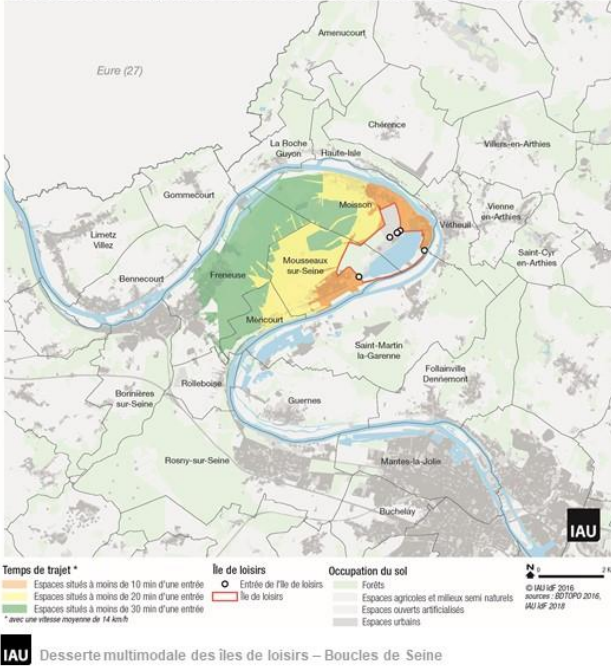 Amenucourt
Eure (27)
Chérence
La Roche
Guyon
Haute-Isle
Villers-en-Arthies
Gommecourt
Moisson
Vienne
en-Arthies
Vétheuil
Limetz
Villez
Saint-Cyr
en-Arthies
Mousseaux
sur-Seine
Bennecourt
Freneuse
Méricourt
Saint-Martin
la-Garenne
Follainville
Dennemont
Rolleboise
Bonnières
sur-Seine
Guernes
Rosny-sur-Seine
Mantes-la-Jolie
Buchelay
IAU
Temps de trajet *
Espaces situés à moins de 10 min d'une entrée
Espaces situés à moins de 20 min d'une entrée
Espaces situés à moins de 30 min d'une entrée
* avec une vitesse moyenne de 14 km/h
Île de loisirs
Entrée de l'île de loisirs
Île de loisirs
Occupation du sol
Forêts
Espaces agricoles et milieux semi naturels
Espaces ouverts artificialisés
Espaces urbains
N
0 2 K
© IAU îdF 2016
sources : BDTOPO 2016,
IAU îdF 2018
IAU Desserte multimodale des îles de loisirs – Boucles de Seine